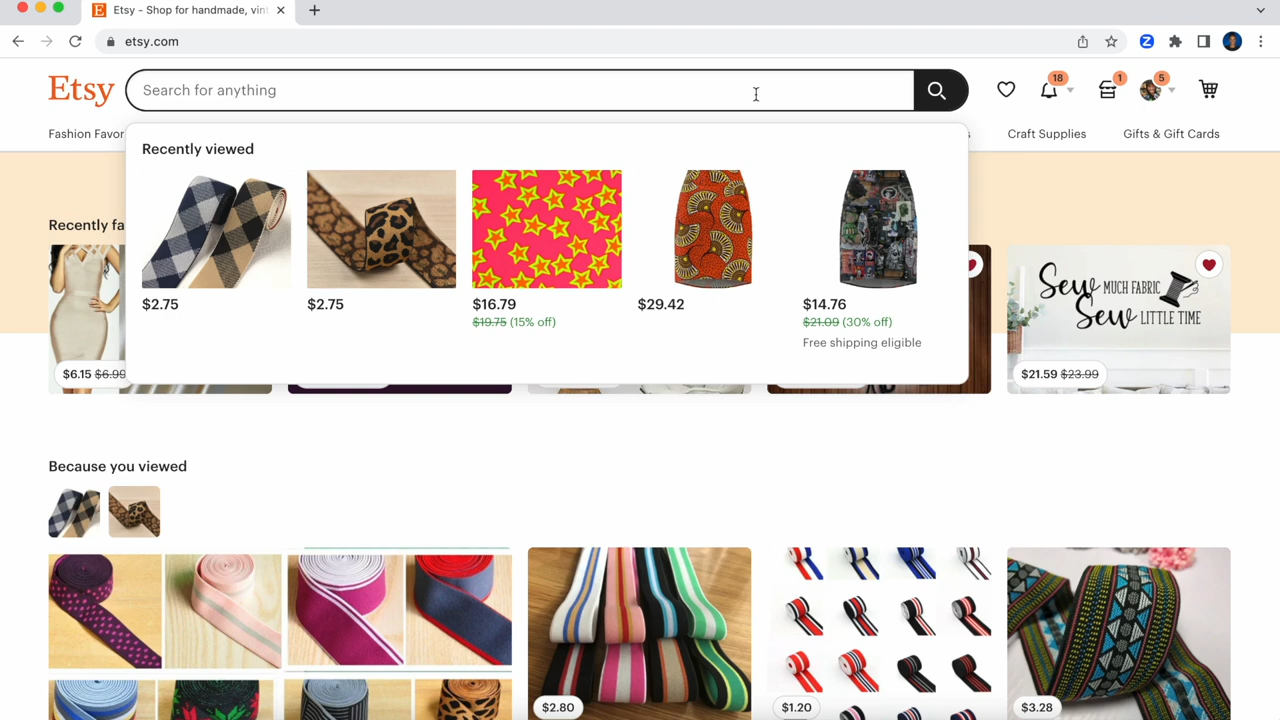 Etsy - Shop for handmade, vint
etsy.com
Etsy
Search for anything
18
1
5
Fashion Favor
Craft Supplies
Gifts & Gift Cards
Recently viewed
$2.75
$2.75
$16.79
$19.75 (15% off)
$29.42
$14.76
$21.09 (30% off)
Free shipping eligible
Recently fa
$6.15 $6.99
Sew MUCH FABRIC
Sew LITTLE TIME
$21.59 $23.99
Because you viewed
$2.80
$1.20
$3.28